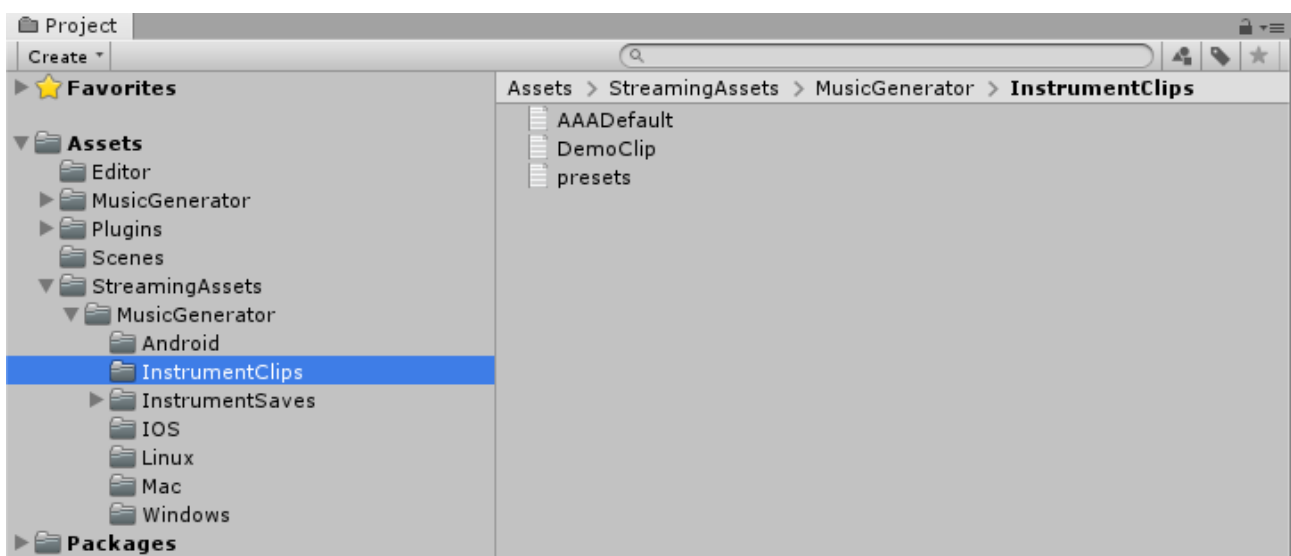 Project
Create
Favorites
Assets
Editor
MusicGenerator
Plugins
Scenes
StreamingAssets
MusicGenerator
Android
InstrumentClips
InstrumentSaves
IOS
Linux
Mac
Windows
Packages
Assets > StreamingAssets > MusicGenerator > InstrumentClips
AAADefault
DemoClip
presets